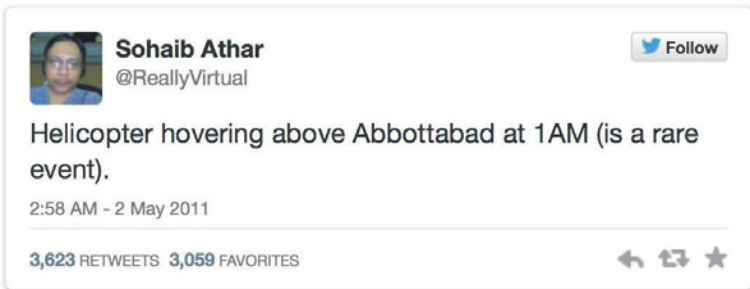 Sohaib Athar
@ReallyVirtual
Follow
Helicopter hovering above Abbottabad at 1AM (is a rare
event).
2:58 AM - 2 May 2011
3,623 RETWEETS 3,059 FAVORITES